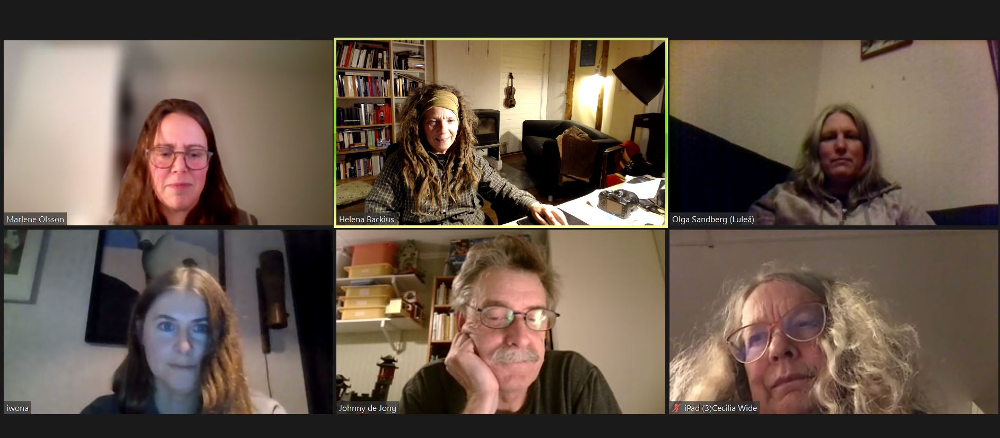 Marlene Olsson
Helena Backius
Olga Sandberg (Luleå)
iwona
Johnny de Jong
iPad (3)Cecilia Wide